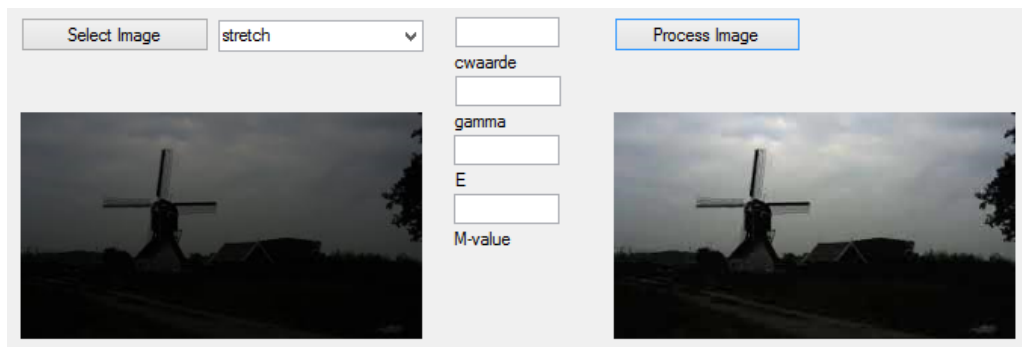 Select Image
stretch
cwaarde
gamma
E
M-value
Process Image